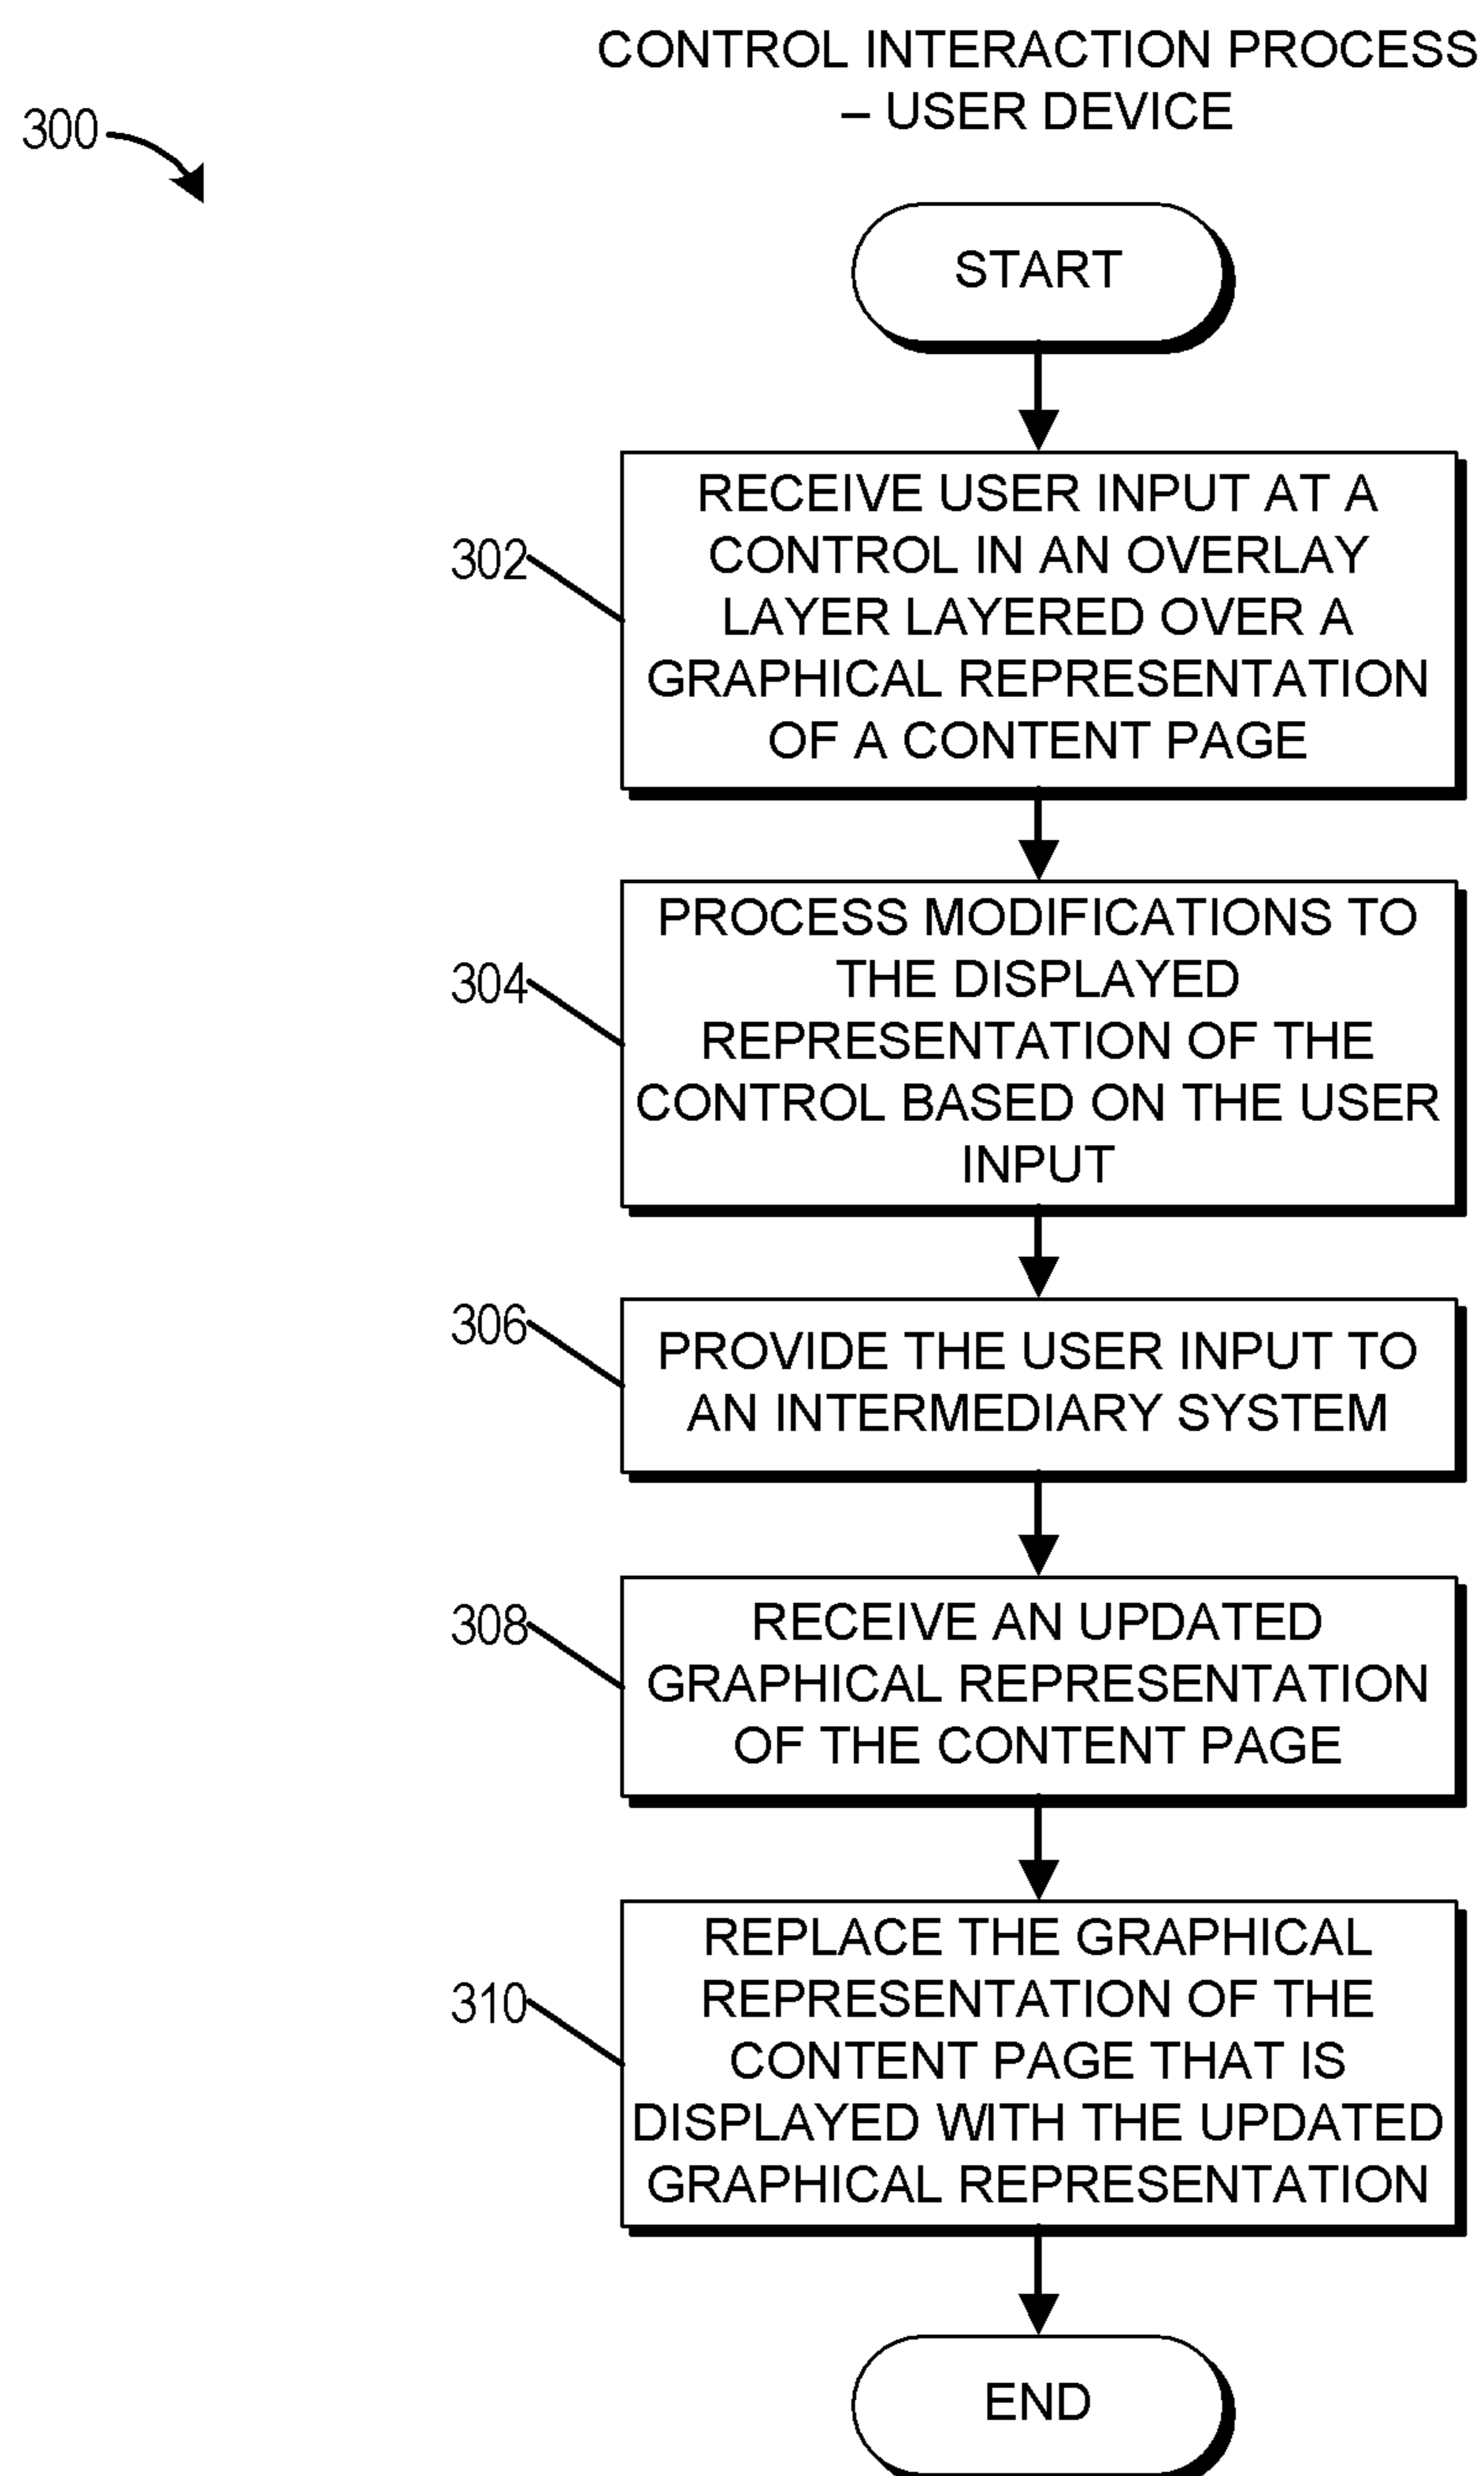 CONTROL INTERACTION PROCESS
– USER DEVICE
300
START
302
RECEIVE USER INPUT AT A
CONTROL IN AN OVERLAY
LAYER LAYERED OVER A
GRAPHICAL REPRESENTATION
OF A CONTENT PAGE
304
PROCESS MODIFICATIONS TO
THE DISPLAYED
REPRESENTATION OF THE
CONTROL BASED ON THE USER
INPUT
306
PROVIDE THE USER INPUT TO
AN INTERMEDIARY SYSTEM
308
RECEIVE AN UPDATED
GRAPHICAL REPRESENTATION
OF THE CONTENT PAGE
310
REPLACE THE GRAPHICAL
REPRESENTATION OF THE
CONTENT PAGE THAT IS
DISPLAYED WITH THE UPDATED
GRAPHICAL REPRESENTATION
END